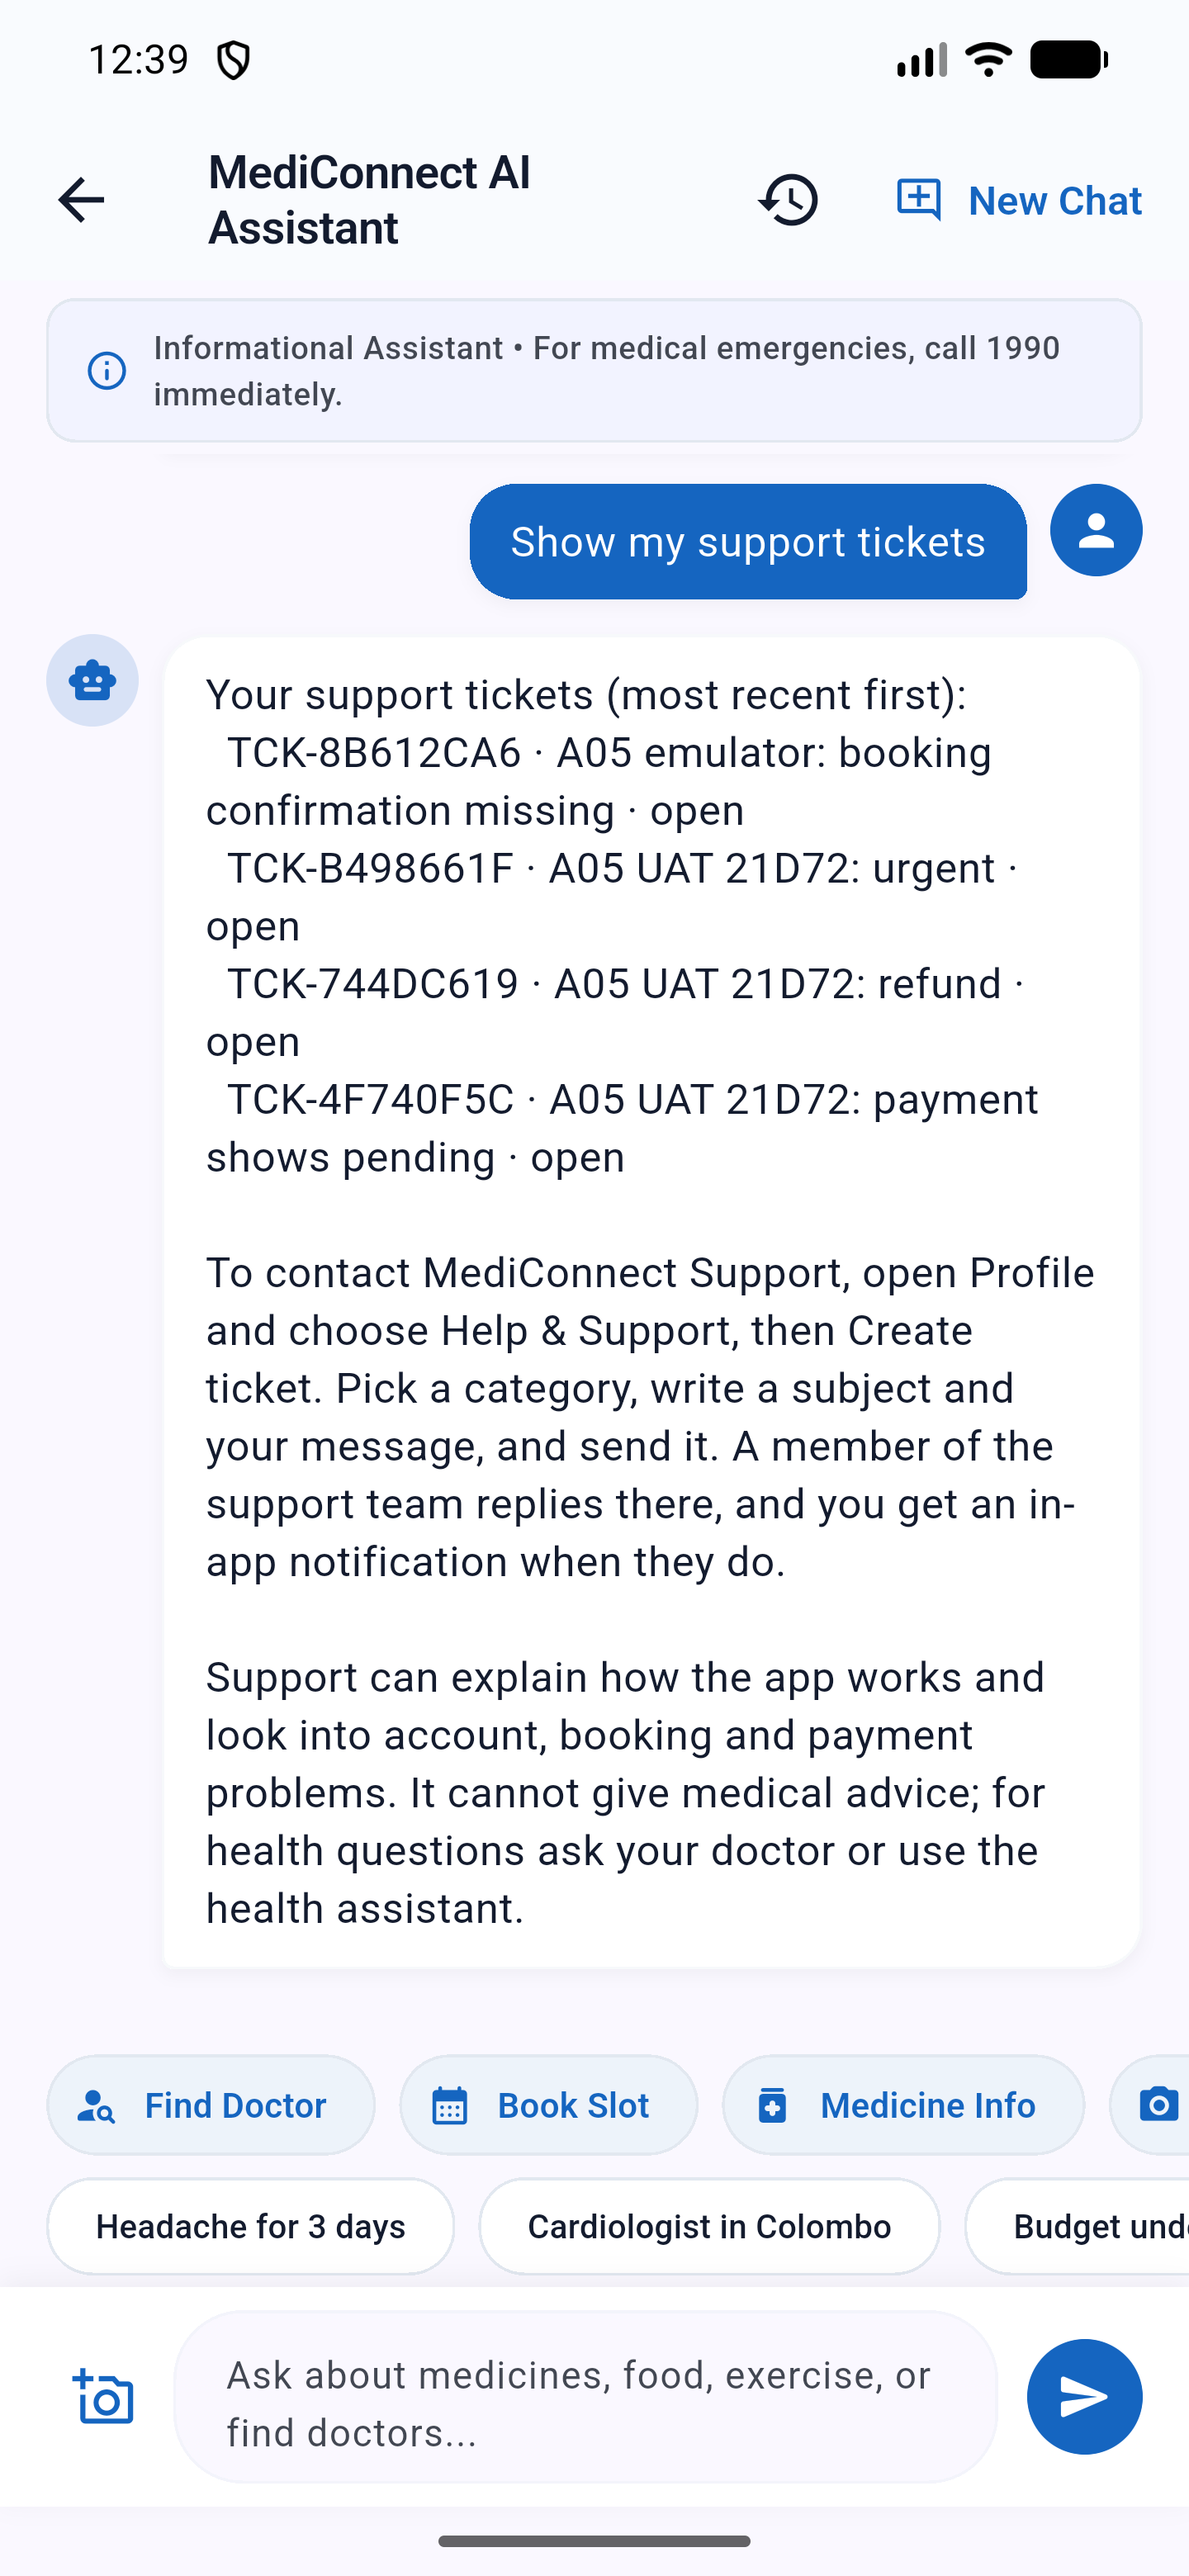 12:39
MediConnect AI
Assistant
New Chat
Informational Assistant • For medical emergencies, call 1990
immediately.
Show my support tickets
Your support tickets (most recent first):
TCK-8B612CA6 · A05 emulator: booking
confirmation missing · open
TCK-B498661F · A05 UAT 21D72: urgent ·
open
TCK-744DC619 · A05 UAT 21D72: refund ·
open
TCK-4F740F5C · A05 UAT 21D72: payment
shows pending · open
To contact MediConnect Support, open Profile
and choose Help & Support, then Create
ticket. Pick a category, write a subject and
your message, and send it. A member of the
support team replies there, and you get an in-
app notification when they do.
Support can explain how the app works and
look into account, booking and payment
problems. It cannot give medical advice; for
health questions ask your doctor or use the
health assistant.
Find Doctor
Book Slot
Medicine Info
Headache for 3 days
Cardiologist in Colombo
Budget
Ask about medicines, food, exercise, or
find doctors...